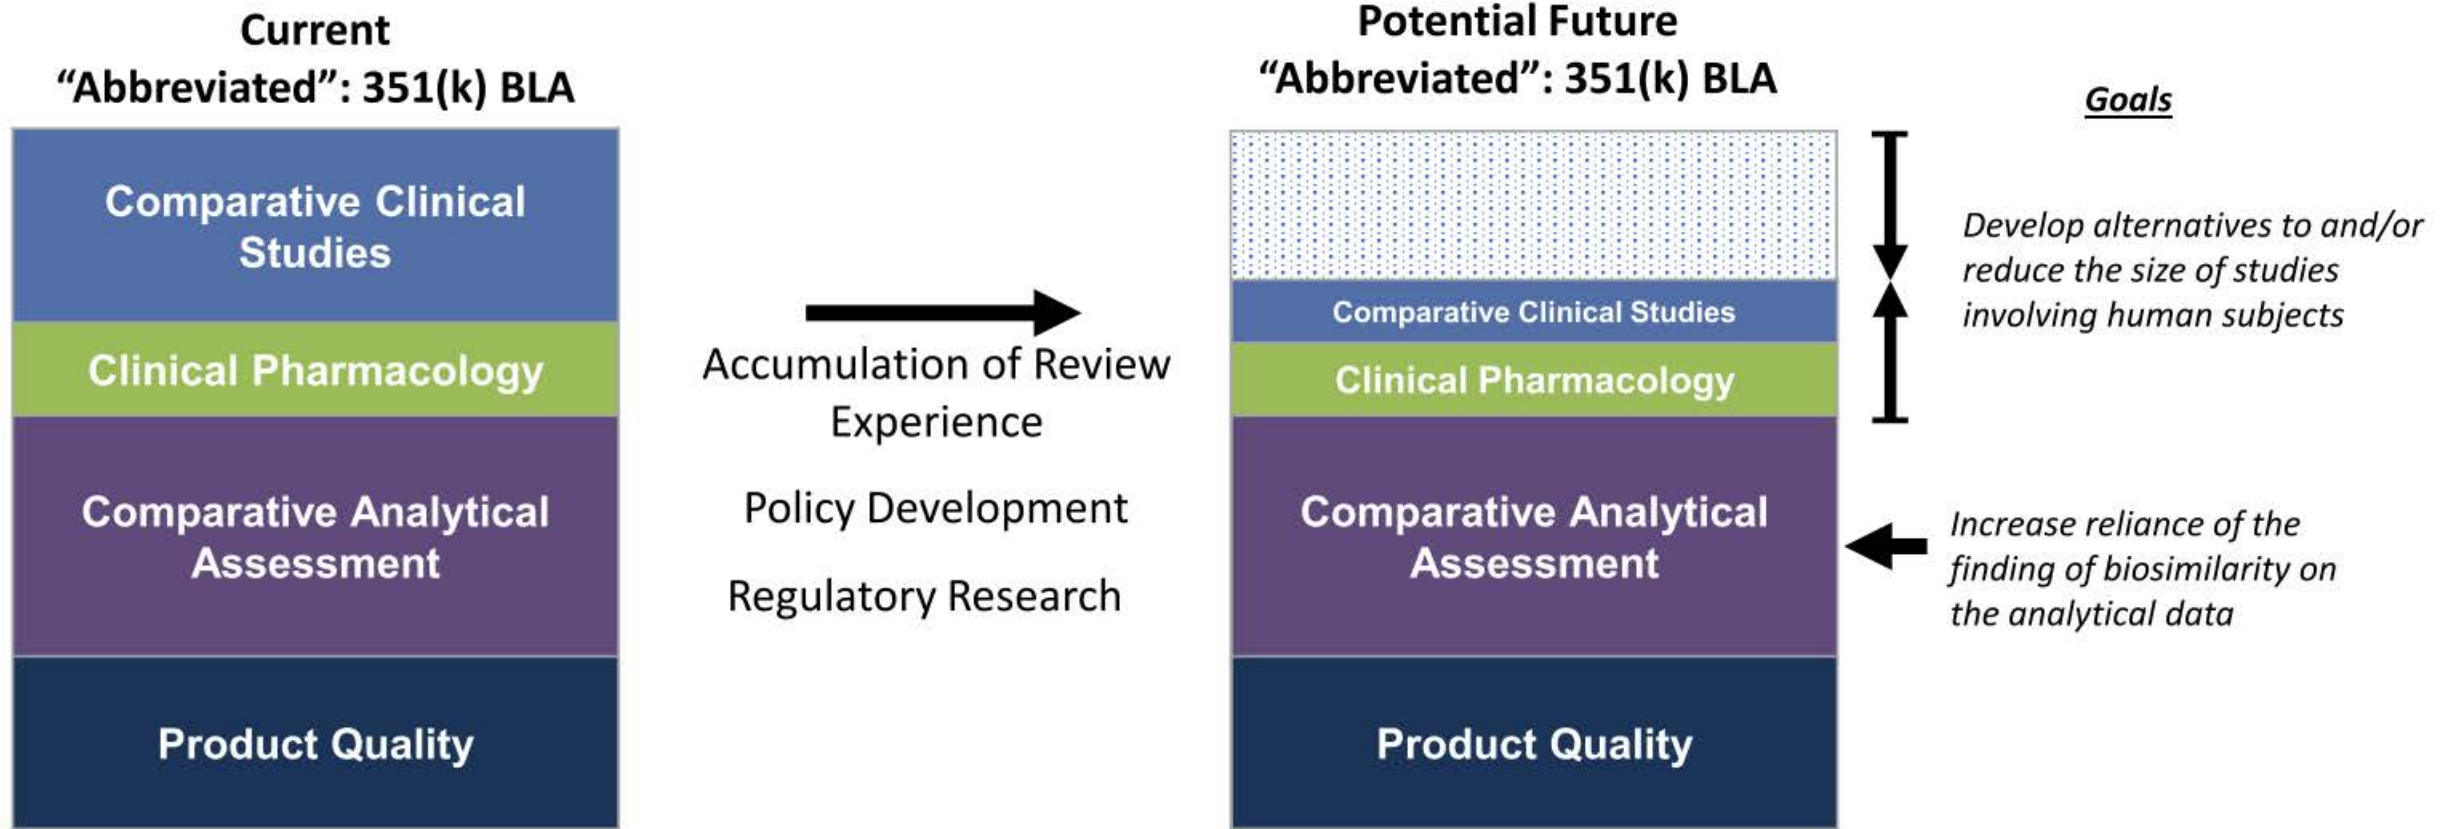 Current
“Abbreviated”: 351(k) BLA
Comparative Clinical
Studies
Clinical Pharmacology
Comparative Analytical
Assessment
Product Quality
Accumulation of Review
Experience
Policy Development
Regulatory Research
Potential Future
“Abbreviated”: 351(k) BLA
Comparative Clinical Studies
Clinical Pharmacology
Comparative Analytical
Assessment
Product Quality
Goals
Develop alternatives to and/or
reduce the size of studies
involving human subjects
Increase reliance of the
finding of biosimilarity on
the analytical data